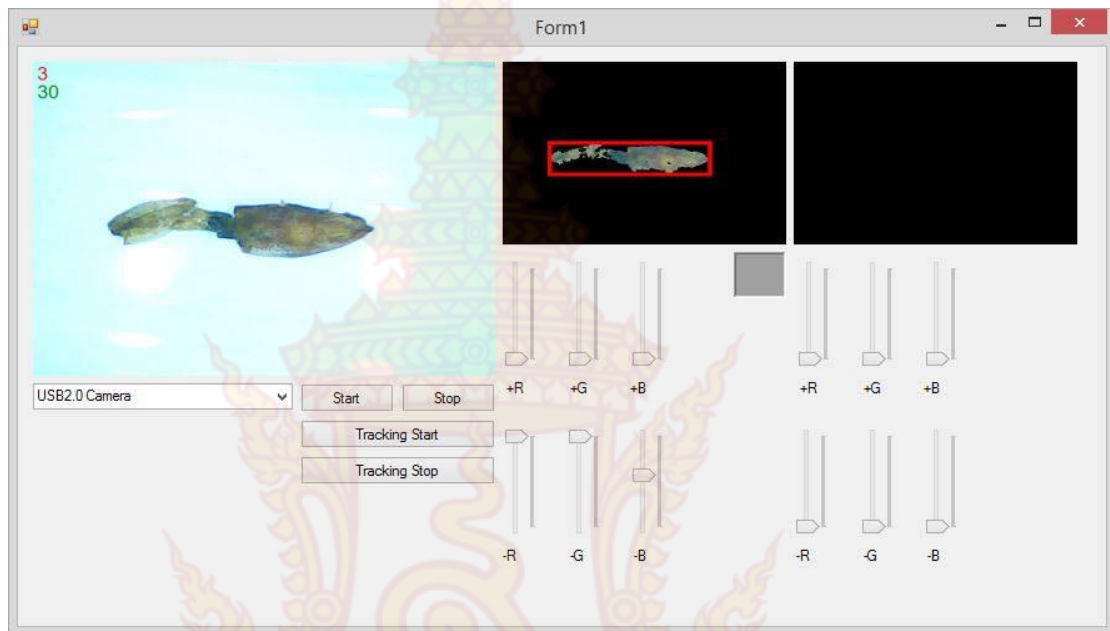 Form1
3
30
USB2.0 Camera
Start
Stop
Tracking Start
Tracking Stop
+R
+G
+B
+R
+G
+B
-R
-G
-B
-R
-G
-B